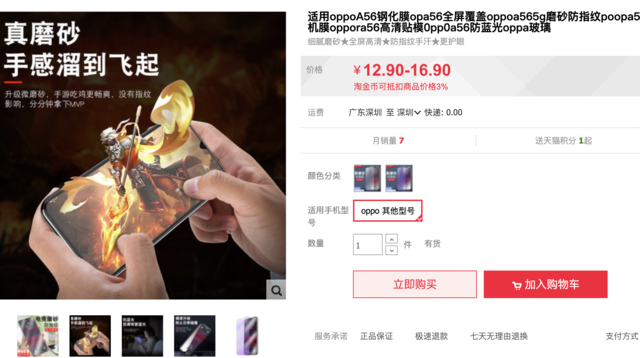 适用oppoA56钢化膜opa56全屏覆盖oppoa565g磨砂防指纹poopa5
机膜oppora56高清贴模0pp0a56防蓝光oppa玻璃
细腻磨砂★全屏高清★防指纹手汗★更护眼
真磨砂
手感溜到飞起
升级微磨砂，手游吃鸡更畅爽，没有指纹
影响，分分钟拿下MVP
价格
¥12.90-16.90
淘金币可抵扣商品价格3%
运费
广东深圳 至 深圳 快递: 0.00
月销量 7
送天猫积分 1起
颜色分类
适用手机型
号
oppo 其他型号
数量
1
件
有货
立即购买
加入购物车
服务承诺
正品保证
极速退款
七天无理由退换
支付方式